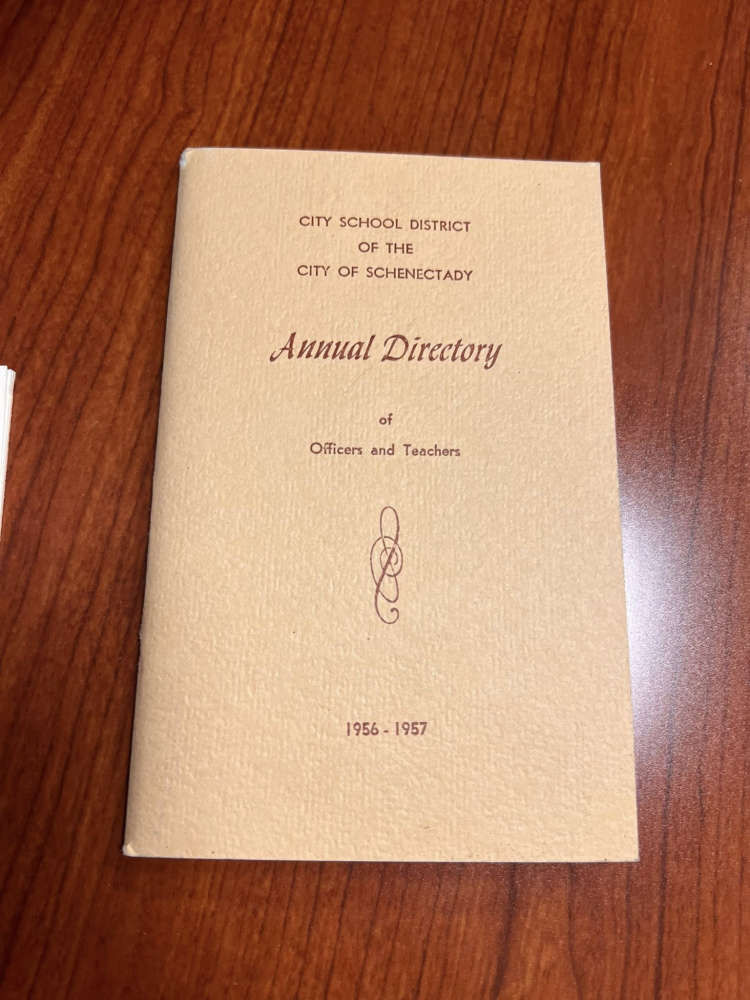 CITY SCHOOL DISTRICT
OF THE
CITY OF SCHENECTADY
Annual Directory
of
Officers and Teachers
1956 - 1957